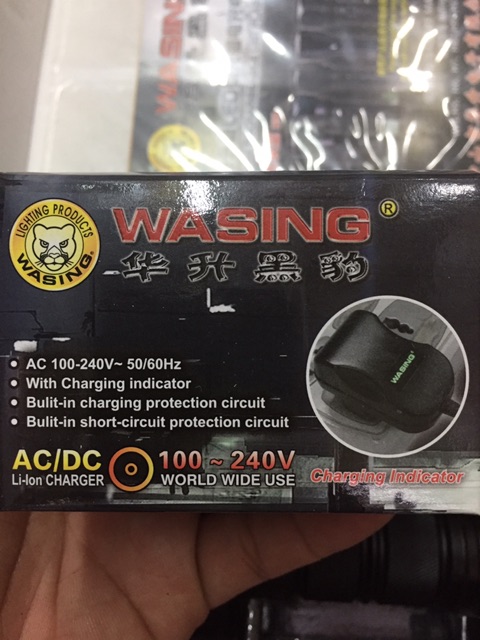 WASING
LIGHTING PRODUCTS
WASING®
WASING®
华升黑豹
AC 100-240V~ 50/60Hz
With Charging indicator
Bulit-in charging protection circuit
Bulit-in short-circuit protection circuit
WASING®
AC/DC
Li-Ion CHARGER
100 ~ 240V
WORLD WIDE USE
Charging Indicator